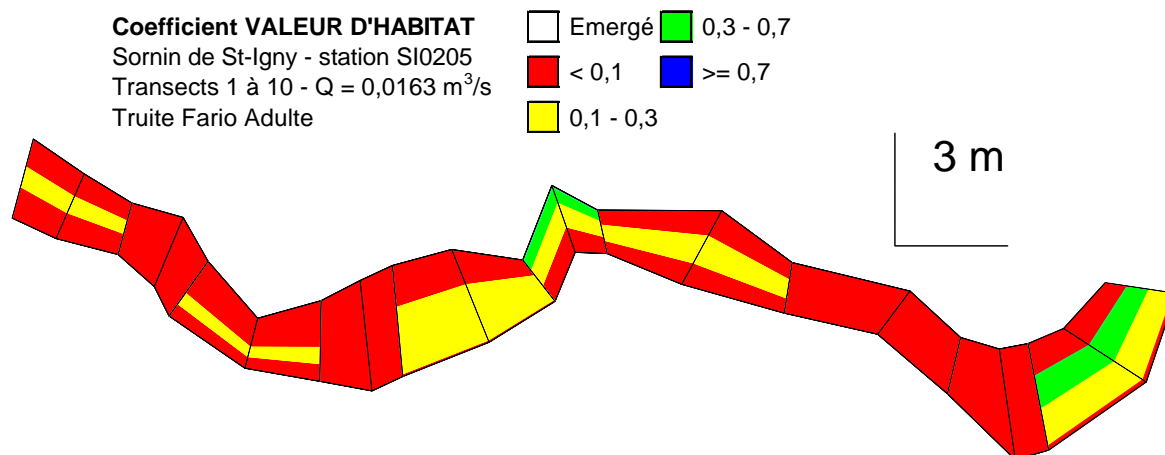 Coefficient VALEUR D'HABITAT
Sornin de St-Igny - station SI0205
Transects 1 à 10 - Q = 0,0163 m³/s
Truite Fario Adulte
Emergé
0,3 - 0,7
< 0,1
>= 0,7
0,1 - 0,3
3 m